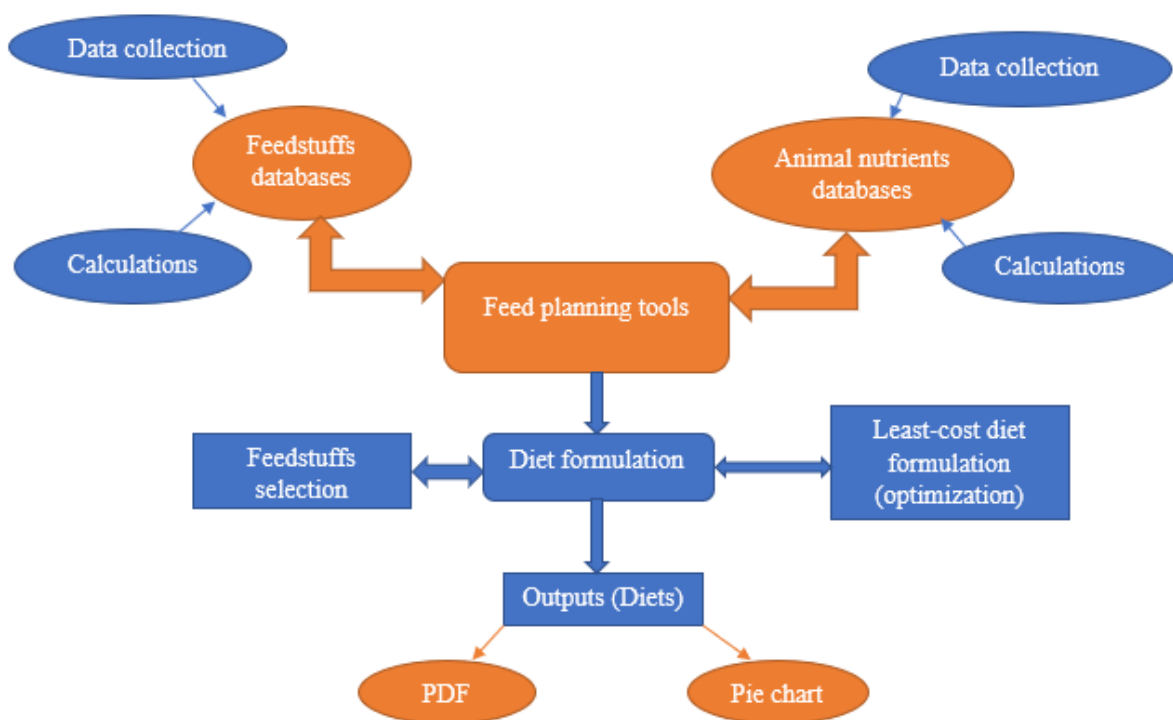 Data collection
Data collection
Feedstuffs
databases
Animal nutrients
databases
Calculations
Calculations
Feed planning tools
Feedstuffs
selection
Diet formulation
Least-cost diet
formulation
(optimization)
Outputs (Diets)
PDF
Pie chart